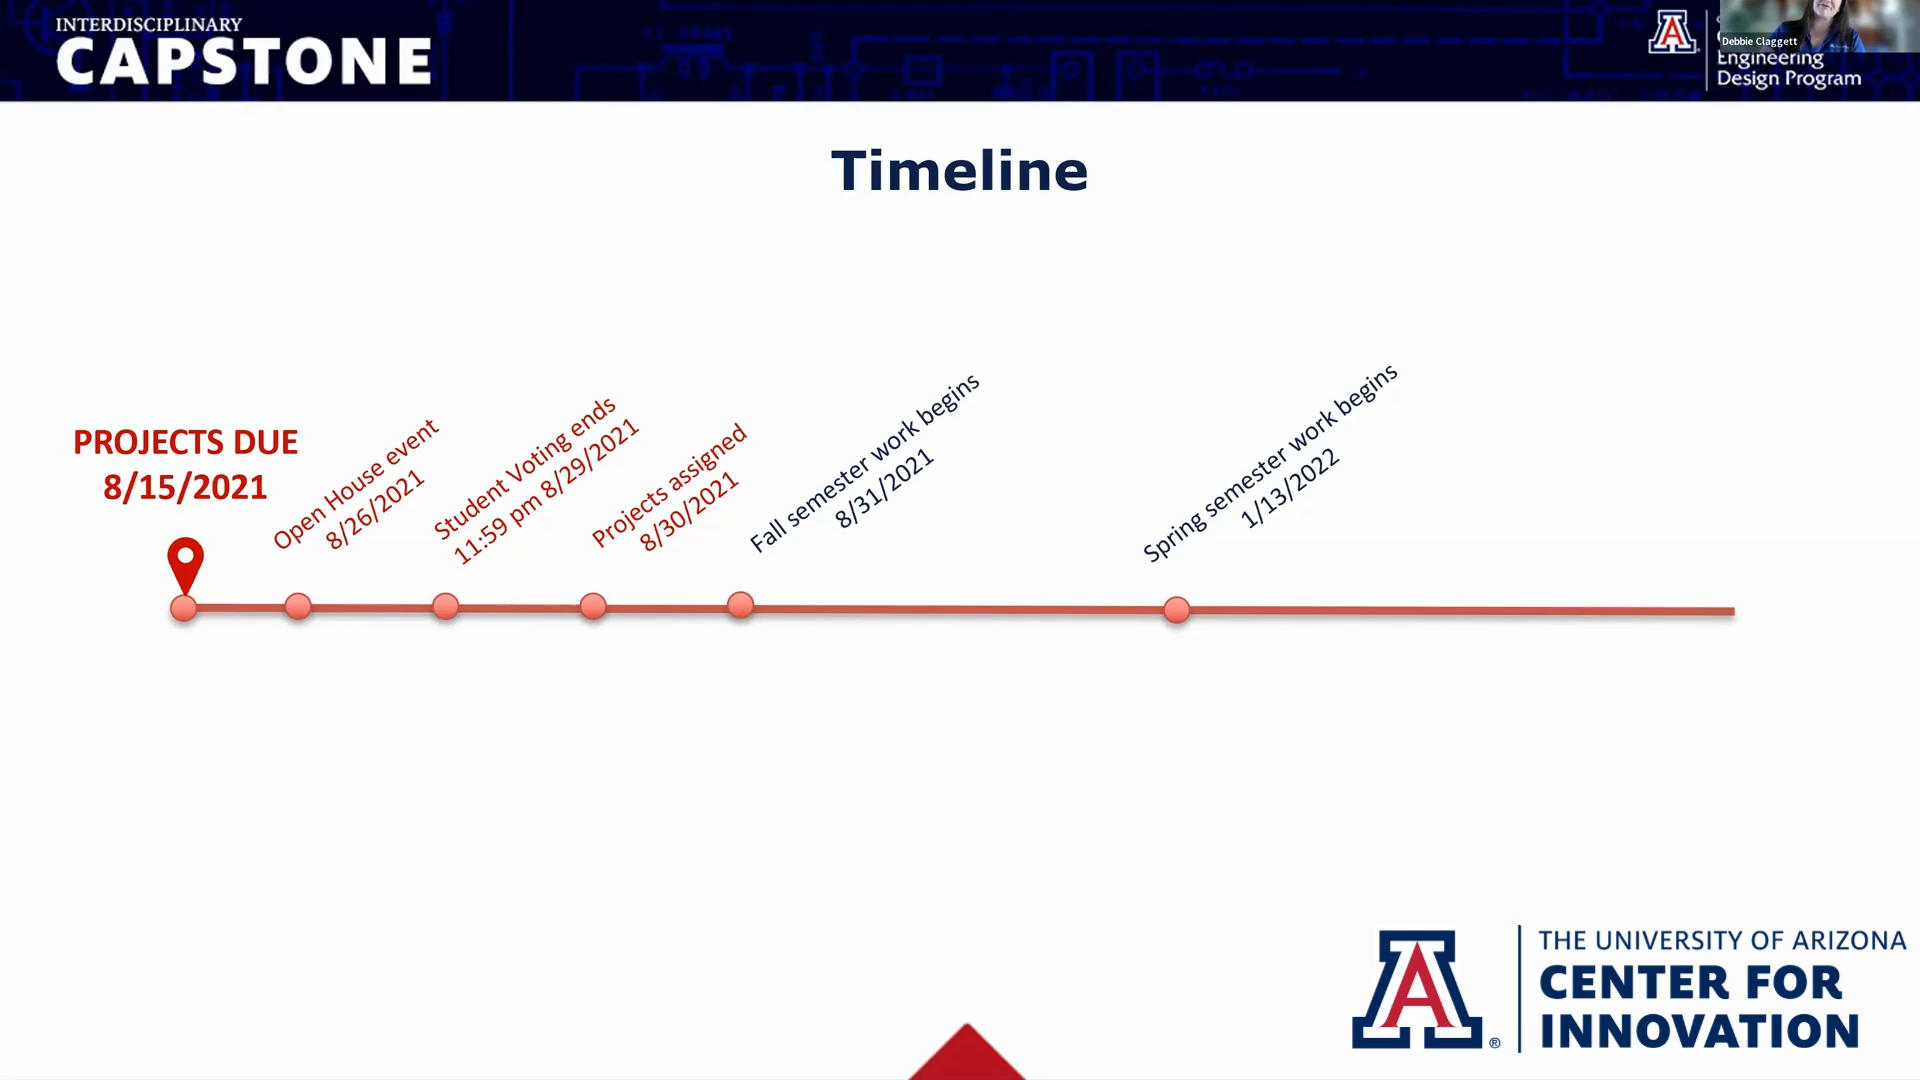 INTERDISCIPLINARY
CAPSTONE
Debbie Claggett
Engineering
Design Program
Timeline
PROJECTS DUE
8/15/2021
Open House event
8/26/2021
Student Voting ends
11:59 pm 8/29/2021
Projects assigned
8/30/2021
Fall semester work begins
8/31/2021
Spring semester work begins
1/13/2022
A
THE UNIVERSITY OF ARIZONA
CENTER FOR
INNOVATION